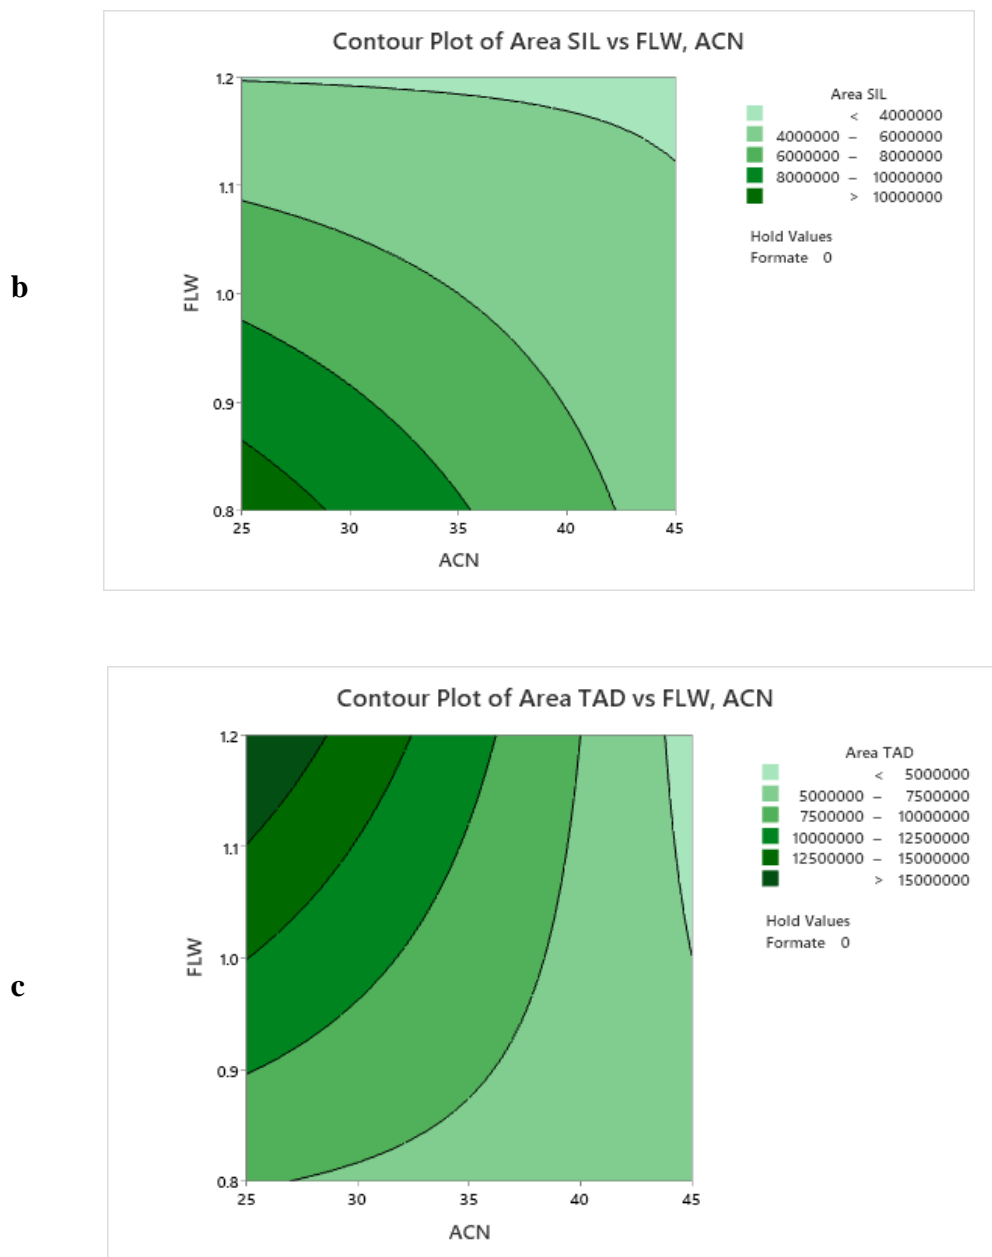 Contour Plot of Area SIL vs FLW, ACN
Area SIL
< 4000000
4000000 – 6000000
6000000 – 8000000
8000000 – 10000000
> 10000000
Hold Values
Formate 0
1.2
1.1
1.0
0.9
0.8
FLW
25 30 35 40 45
ACN
b
Contour Plot of Area TAD vs FLW, ACN
Area TAD
< 5000000
5000000 – 7500000
7500000 – 10000000
10000000 – 12500000
12500000 – 15000000
> 15000000
Hold Values
Formate 0
1.2
1.1
1.0
0.9
0.8
FLW
25 30 35 40 45
ACN
c